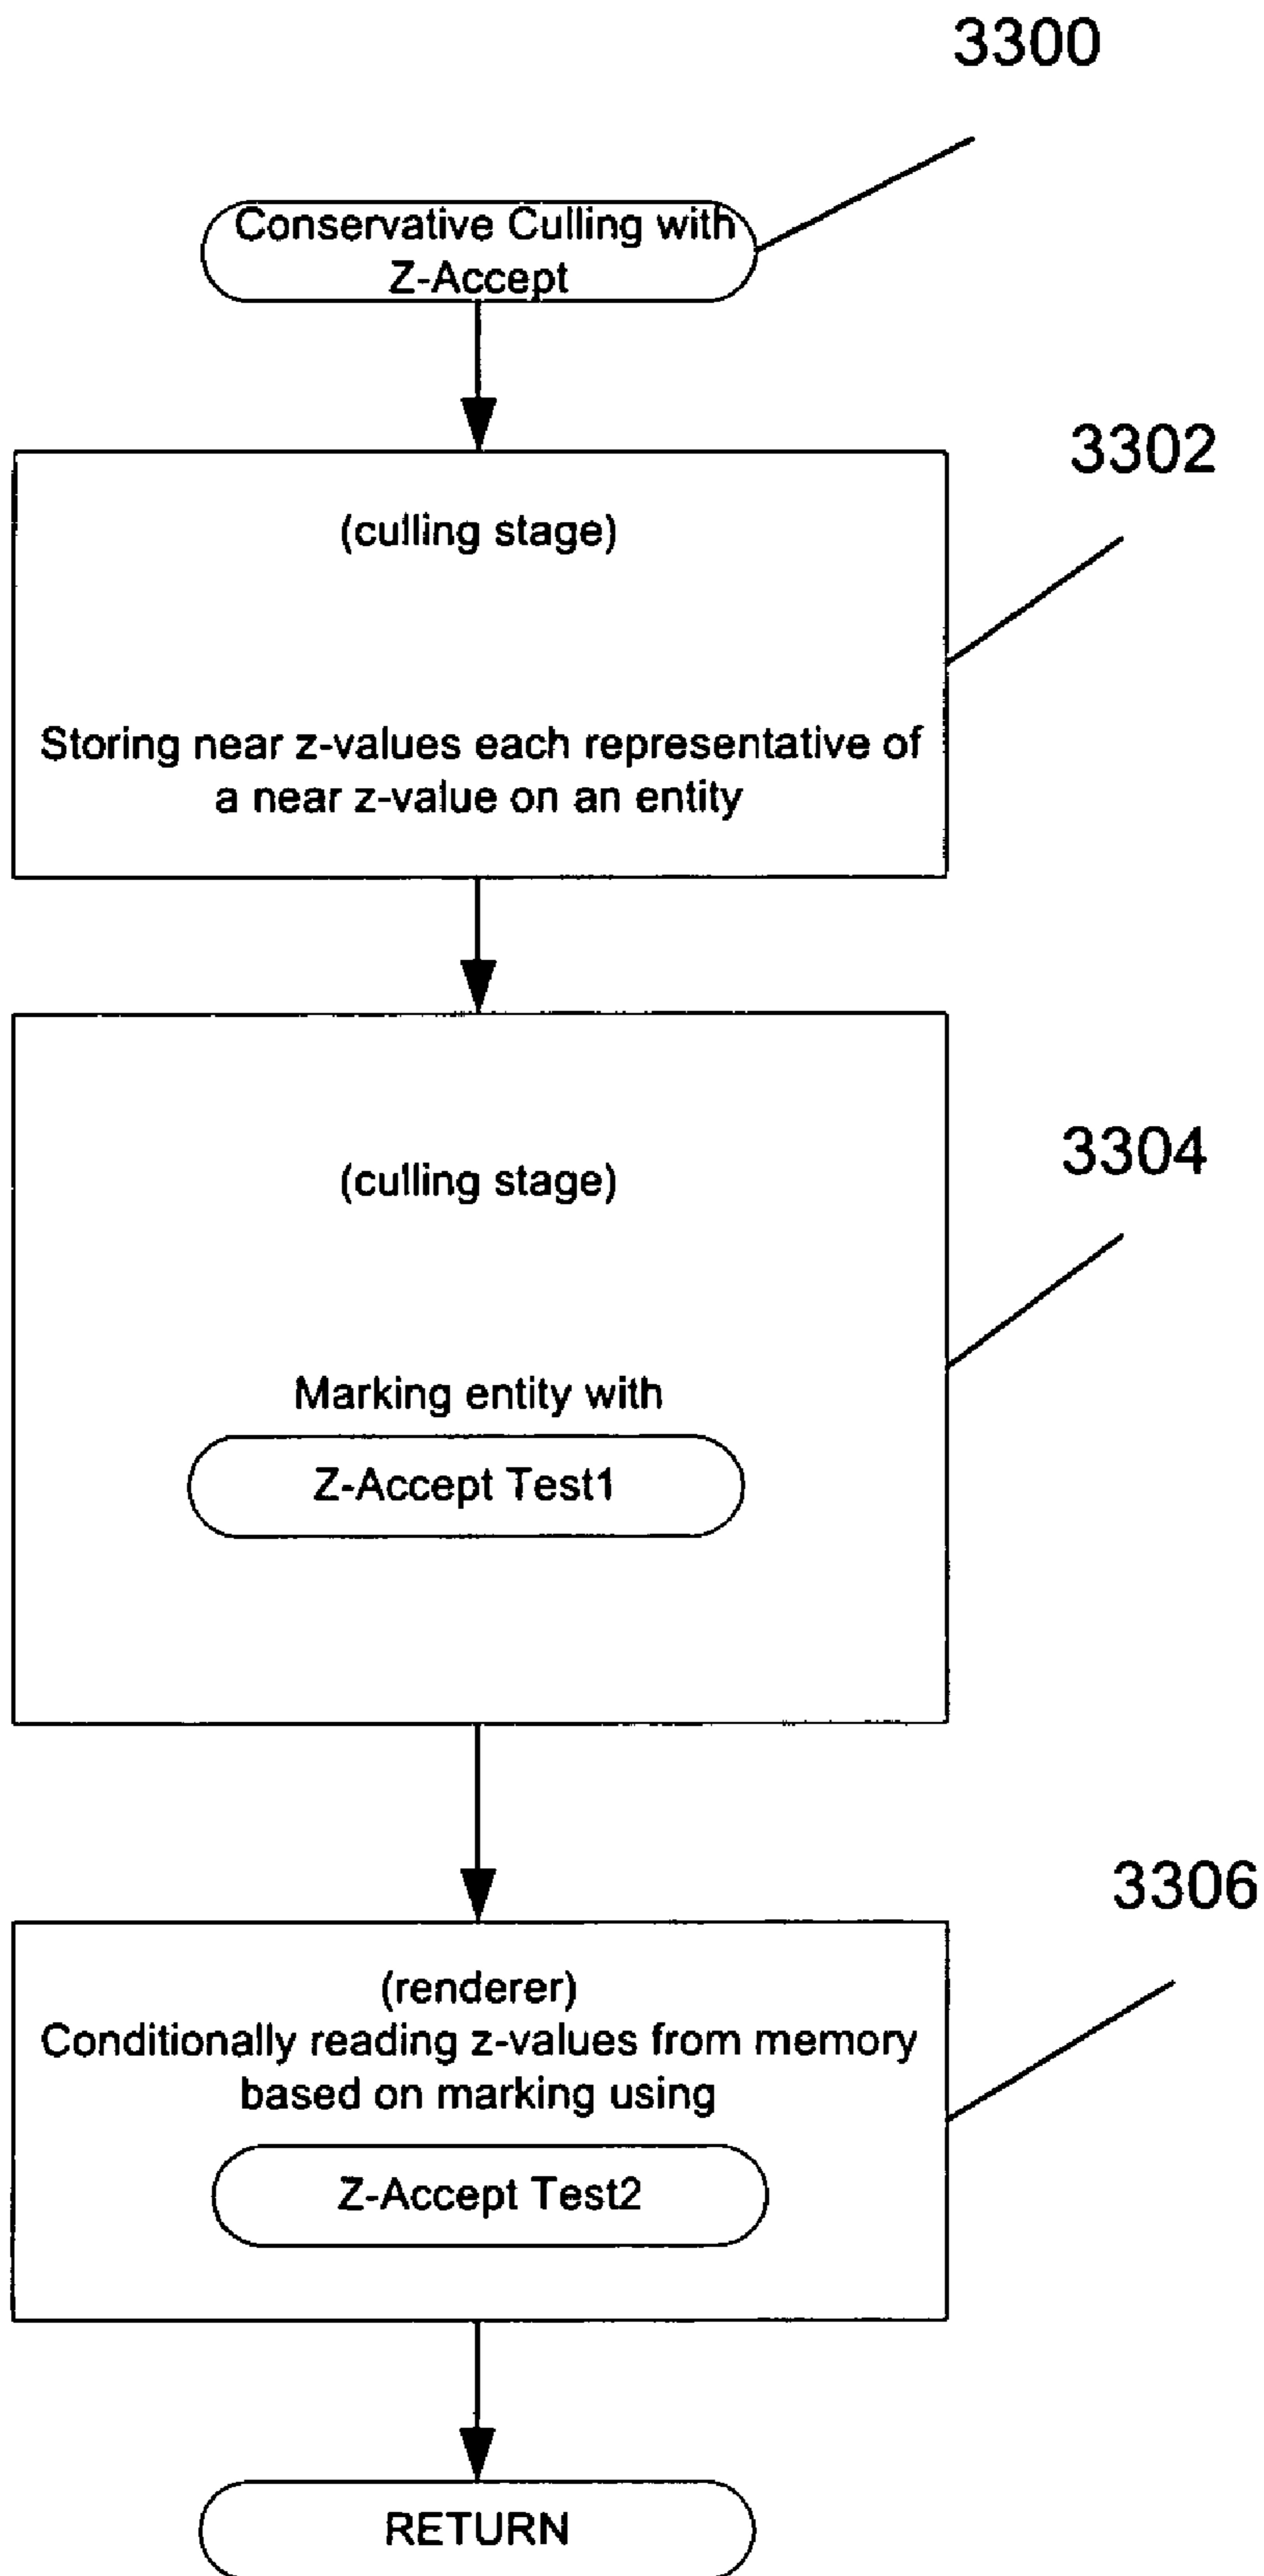 3300
Conservative Culling with
Z-Accept
3302
(culling stage)
Storing near z-values each representative of
a near z-value on an entity
3304
(culling stage)
Marking entity with
Z-Accept Test1
3306
(renderer)
Conditionally reading z-values from memory
based on marking using
Z-Accept Test2
RETURN